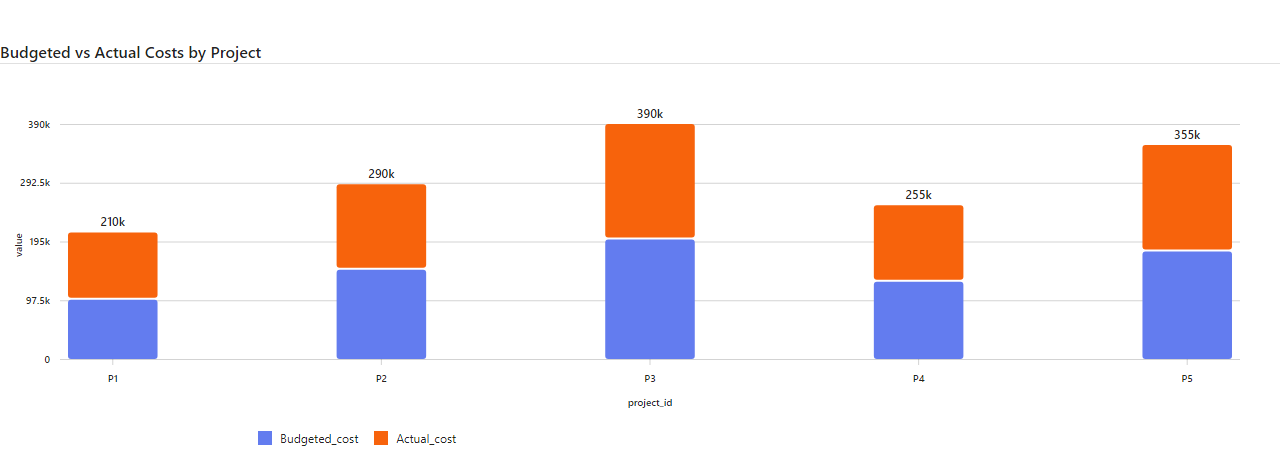 Budgeted vs Actual Costs by Project
390k
390k
355k
292.5k
290k
255k
210k
195k
value
97.5k
0
P1 P2 P3 P4 P5
project_id
Budgeted_cost Actual_cost